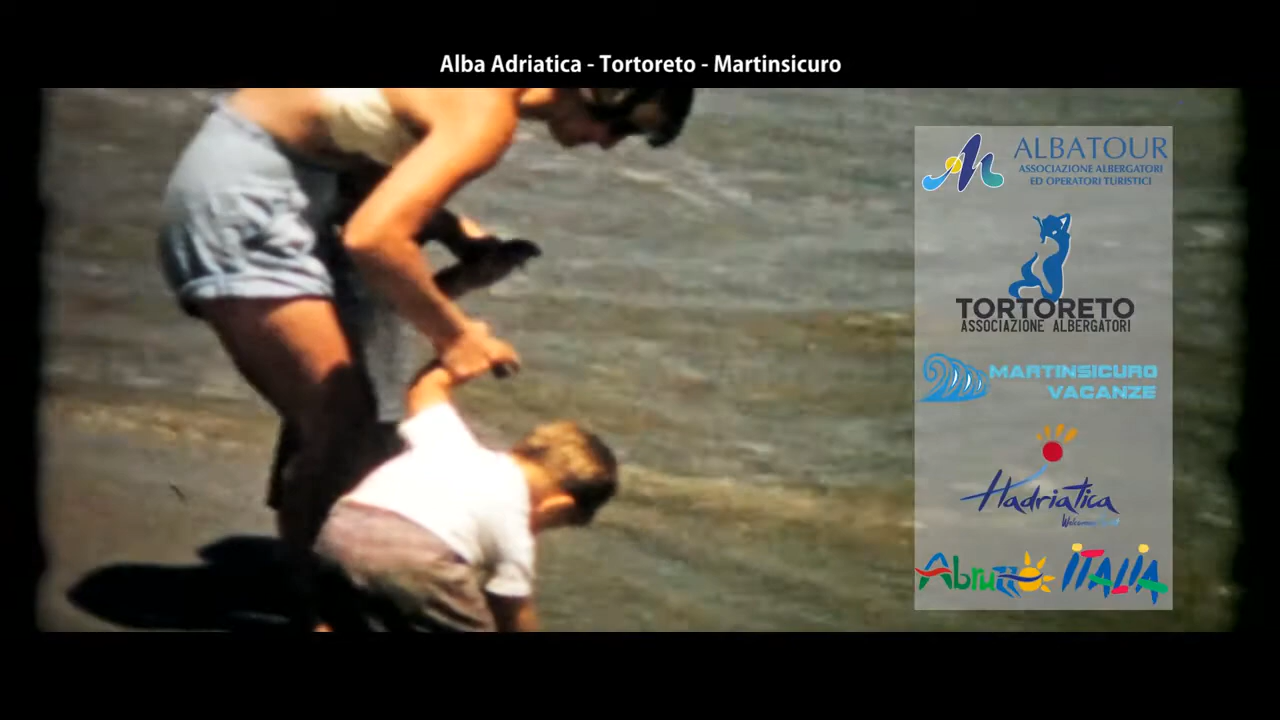 Alba Adriatica - Tortoreto - Martinsicuro
ALBATOUR
ASSOCIAZIONE ALBERGATORI
ED OPERATORI TURISTICI
TORTORETO
ASSOCIAZIONE ALBERGATORI
MARTINSICURO
VACANZE
Hadriatica
Abruzzo ITALIA